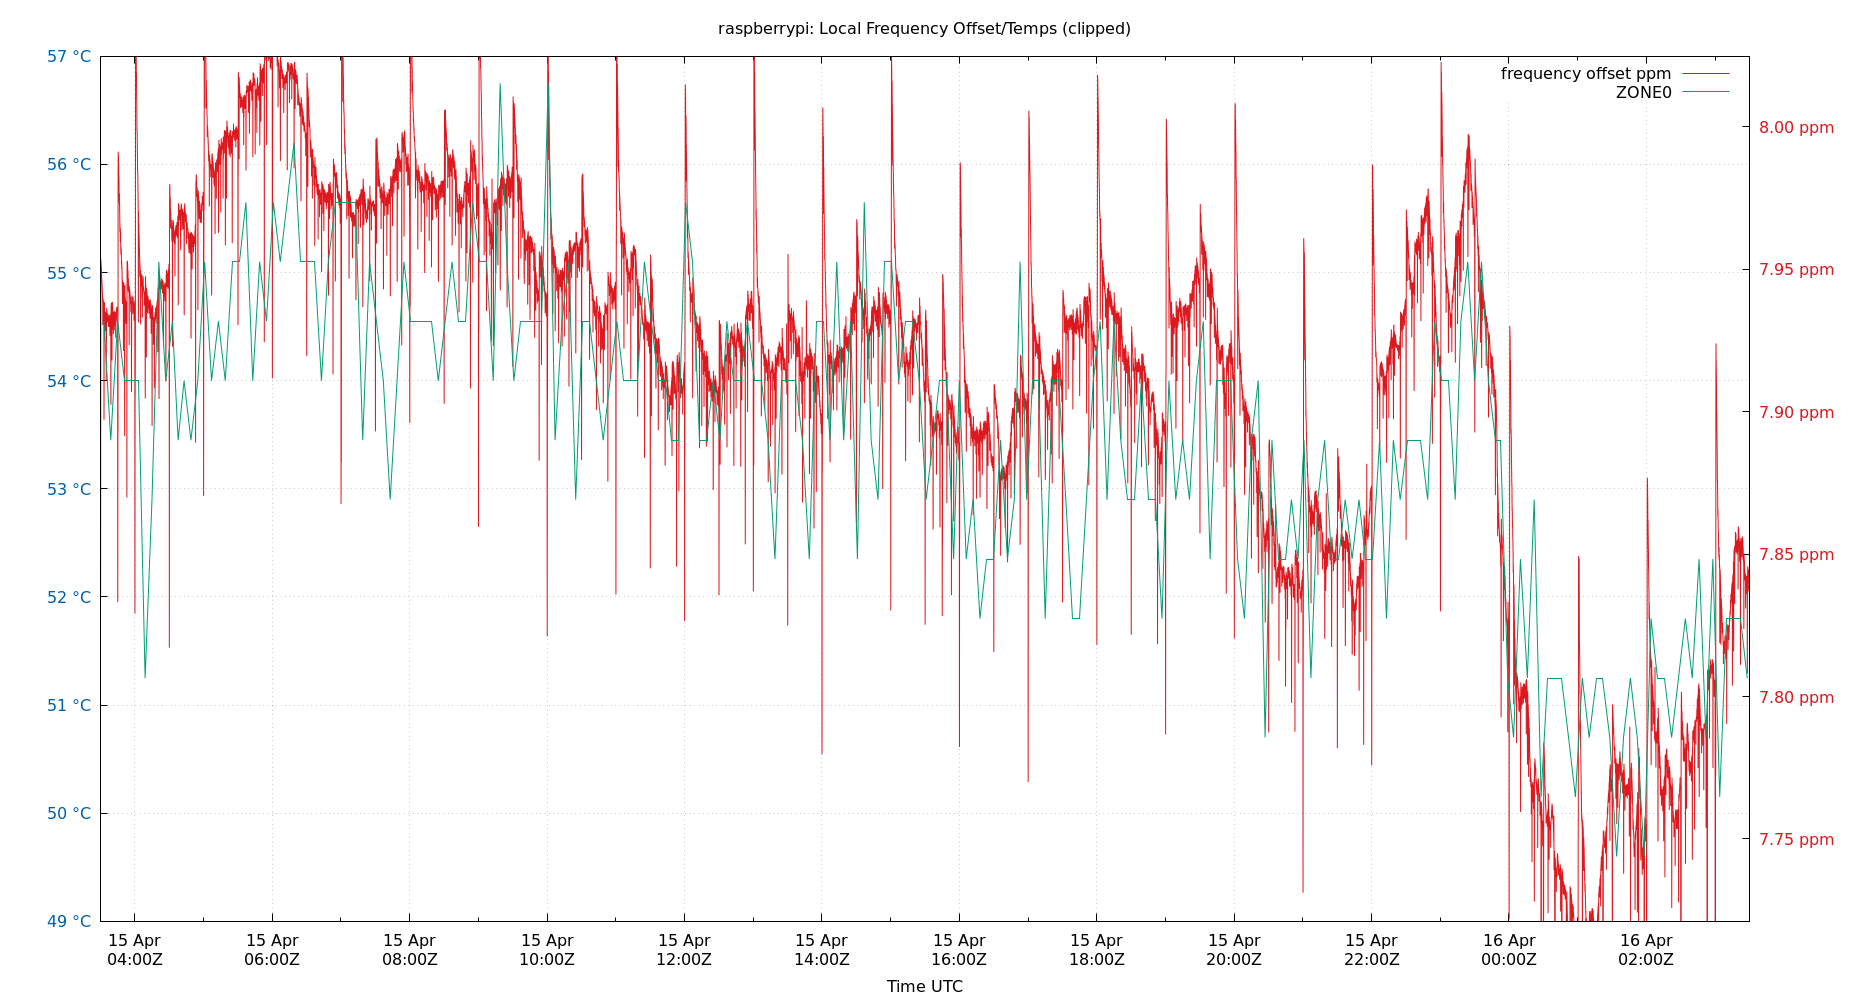 raspberrypi: Local Frequency Offset/Temps (clipped)
frequency offset ppm
ZONE0
57 °C
56 °C
55 °C
54 °C
53 °C
52 °C
51 °C
50 °C
49 °C
8.00 ppm
7.95 ppm
7.90 ppm
7.85 ppm
7.80 ppm
7.75 ppm
15 Apr
04:00Z
15 Apr
06:00Z
15 Apr
08:00Z
15 Apr
10:00Z
15 Apr
12:00Z
15 Apr
14:00Z
15 Apr
16:00Z
15 Apr
18:00Z
15 Apr
20:00Z
15 Apr
22:00Z
16 Apr
00:00Z
16 Apr
02:00Z
Time UTC